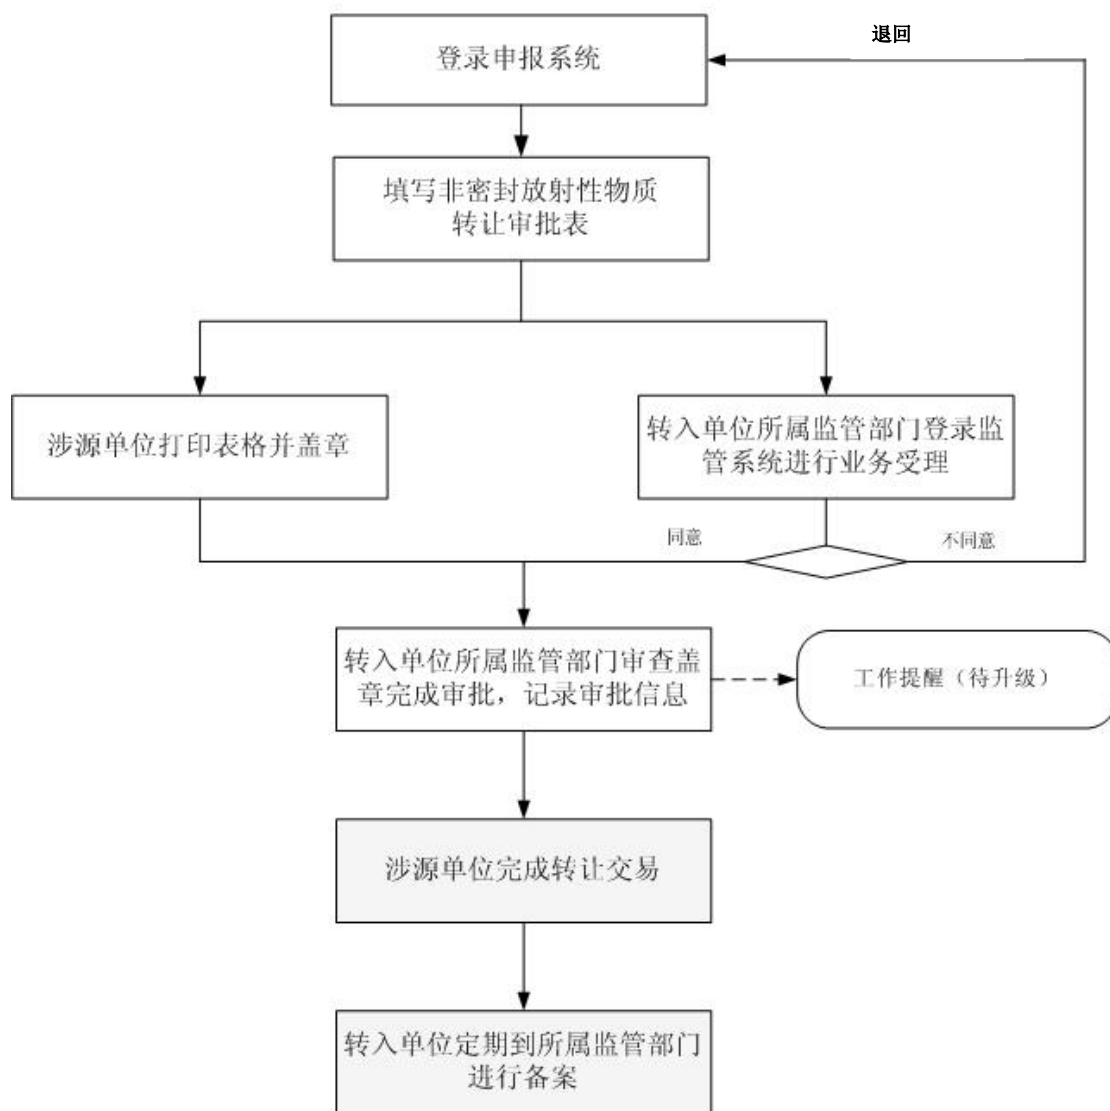 退回
登录申报系统
填写非密封放射性物质
转让审批表
涉源单位打印表格并盖章
转入单位所属监管部门登录监
管系统进行业务受理
同意
不同意
转入单位所属监管部门审查盖
章完成审批，记录审批信息
工作提醒（待升级）
涉源单位完成转让交易
转入单位定期到所属监管部门
进行备案